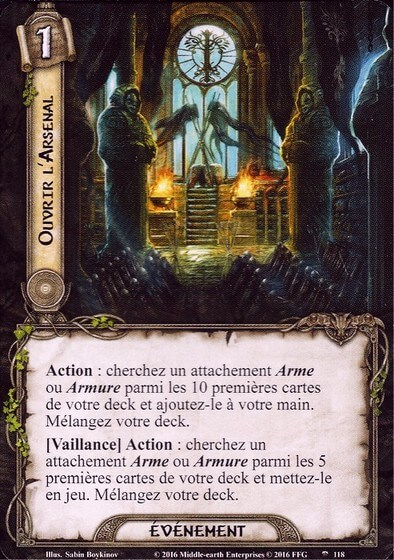 1
OUVRIR L'ARSENAL
Action : cherchez un attachement Arme
ou Armure parmi les 10 premières cartes
de votre deck et ajoutez-le à votre main.
Mélangez votre deck.
[Vaillance] Action : cherchez un
attachement Arme ou Armure parmi les 5
premières cartes de votre deck et mettez-le
en jeu. Mélangez votre deck.
ÉVÉNEMENT
Illus. Sabin Boykinov © 2016 Middle-earth Enterprises © 2016 FFG 118